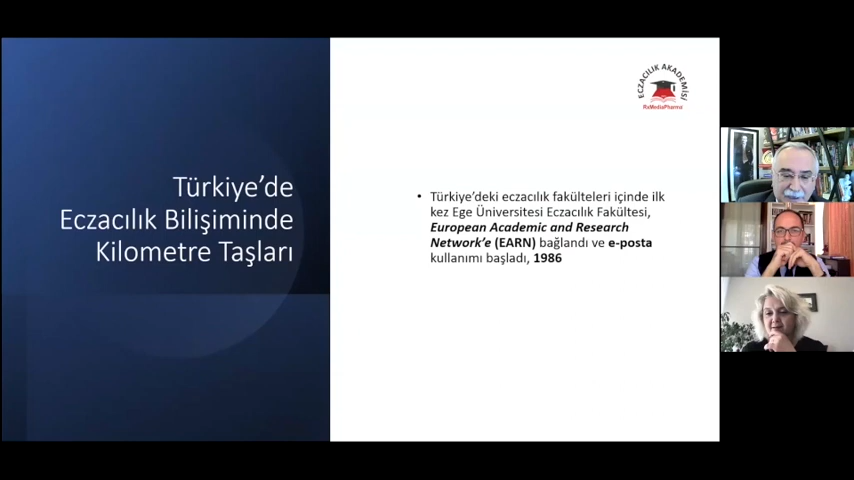 Türkiye’de
Eczacılık Bilişiminde
Kilometre Taşları
ECZACILIK AKADEMİSİ
RxMediaPharma
• Türkiye’deki eczacılık fakülteleri içinde ilk
kez Ege Üniversitesi Eczacılık Fakültesi,
European Academic and Research
Network’e (EARN) bağlandı ve e-posta
kullanımı başladı, 1986